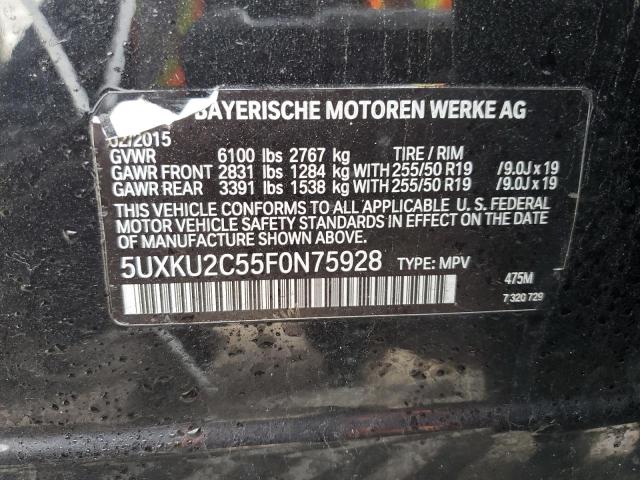 BAYERISCHE MOTOREN WERKE AG
02/2015
GVWR 6100 lbs 2767 kg TIRE / RIM
GAWR FRONT 2831 lbs 1284 kg WITH 255/50 R19 /9.0J x 19
GAWR REAR 3391 lbs 1538 kg WITH 255/50 R19 /9.0J x 19
THIS VEHICLE CONFORMS TO ALL APPLICABLE U. S. FEDERAL
MOTOR VEHICLE SAFETY STANDARDS IN EFFECT ON THE DATE
OF MANUFACTURE SHOWN ABOVE.
5UXKU2C55F0N75928 TYPE: MPV
475M
7 320 729